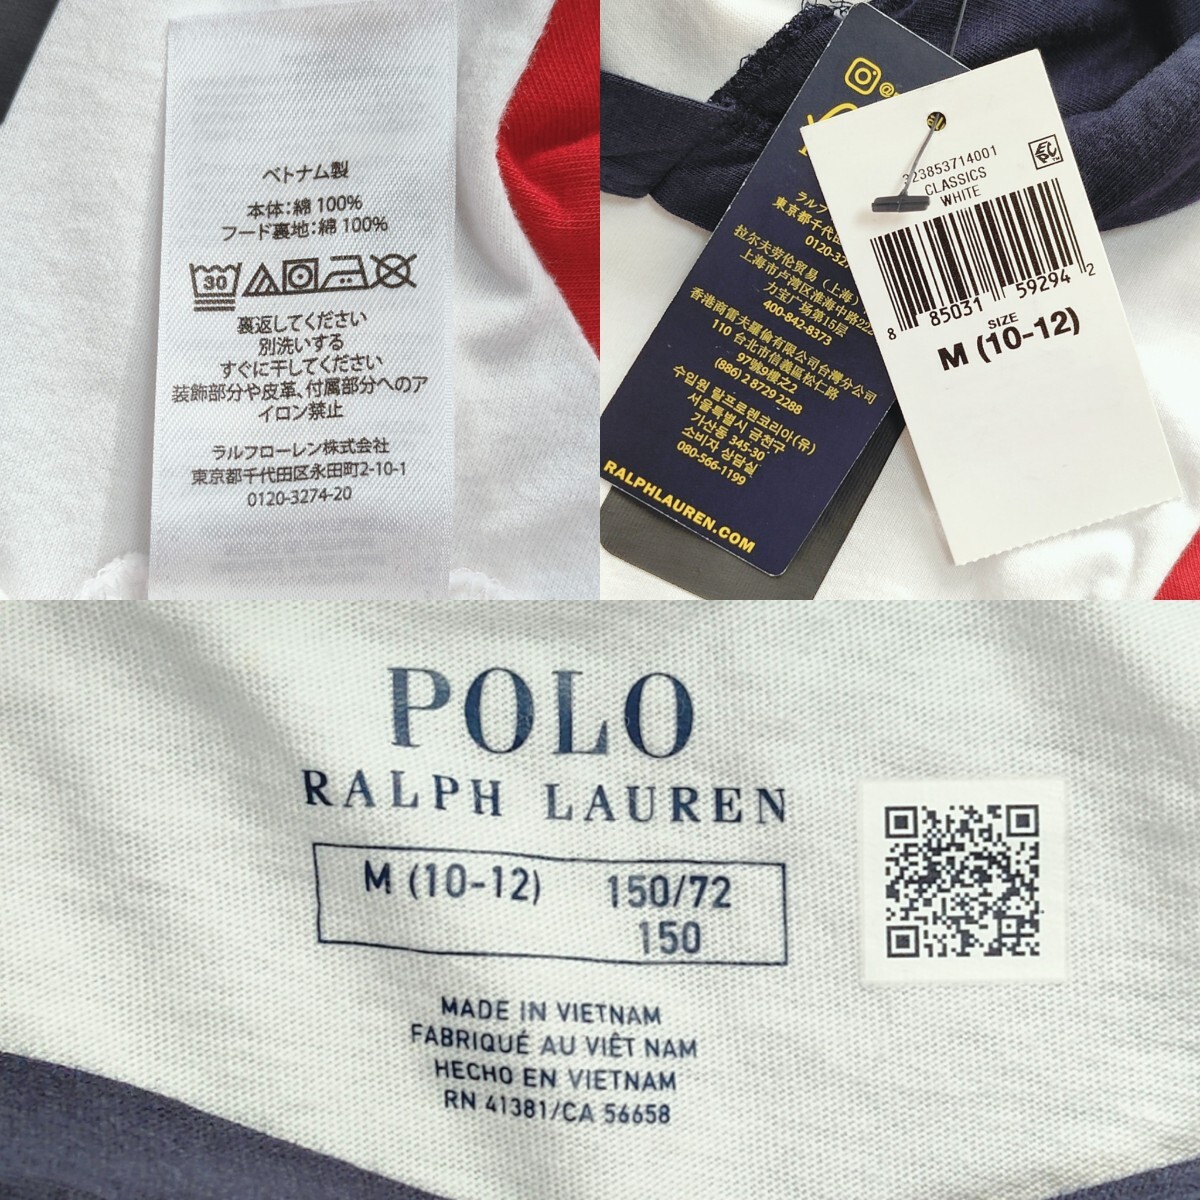 ベトナム製
本体：綿 100%
フード裏地：綿 100%
30
裏返してください
別洗いする
すぐに干してください
装飾部分や皮革、付属部分へのア
イロン禁止
ラルフローレン株式会社
東京都千代田区永田町2-10-1
0120-3274-20
ラルフ
東京都千代田
0120-327
拉尔夫劳伦贸易（上海）
上海市卢湾区淮海中路222
力宝广场第15层
400-842-8373
香港商雷夫羅倫有限公司台灣分公司
110 台北市信義區松仁路
97號9樓之2
(886) 2 8729 2288
수입원 랄프로렌코리아(유)
서울특별시 금천구
가산동 345-30
소비자 상담실
080-566-1199
RALPHLAUREN.COM
323853714001
CLASSICS
WHITE
8 85031 59294 2
SIZE
M (10-12)
POLO
RALPH LAUREN
M (10-12) 150/72
150
MADE IN VIETNAM
FABRIQUÉ AU VIÊT NAM
HECHO EN VIETNAM
RN 41381/CA 56658